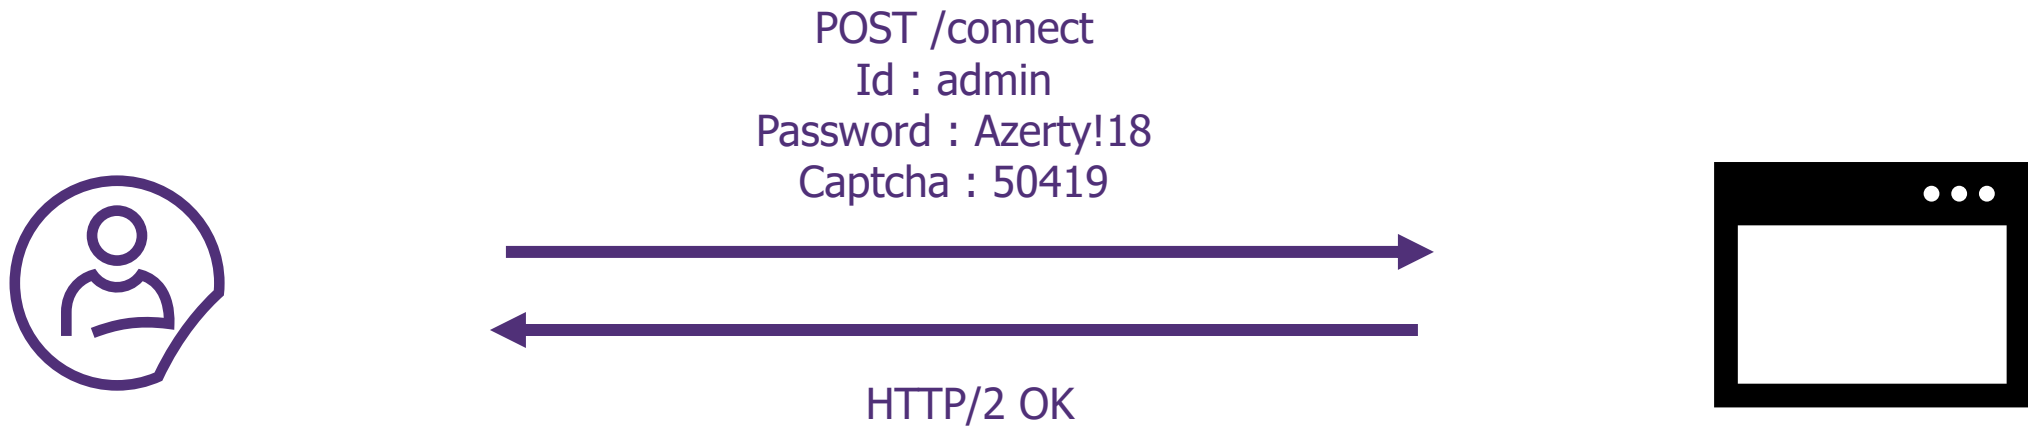 POST /connect
Id : admin
Password : Azerty!18
Captcha : 50419
HTTP/2 OK